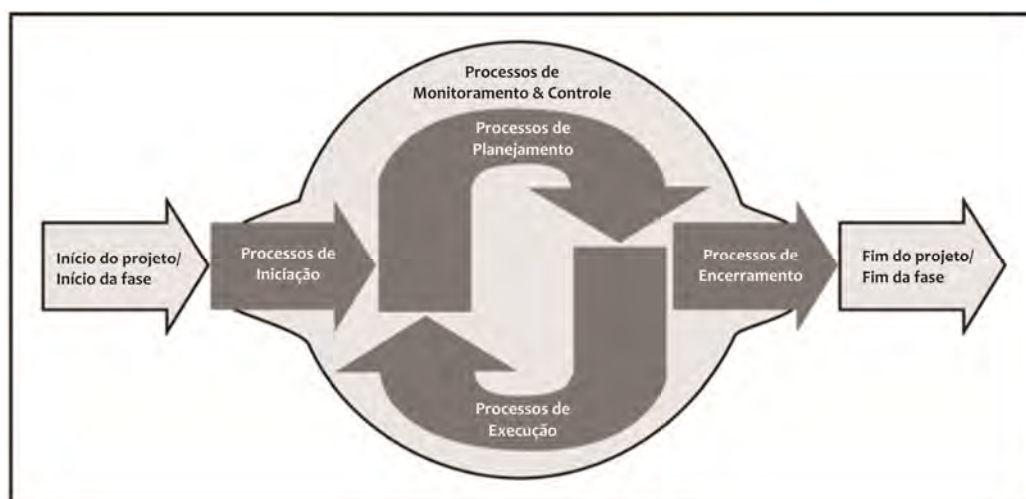 Processos de
Monitoramento & Controle
Processos de
Planejamento
Início do projeto/
Início da fase
Processos de
Iniciação
Processos de
Encerramento
Fim do projeto/
Fim da fase
Processos de
Execução